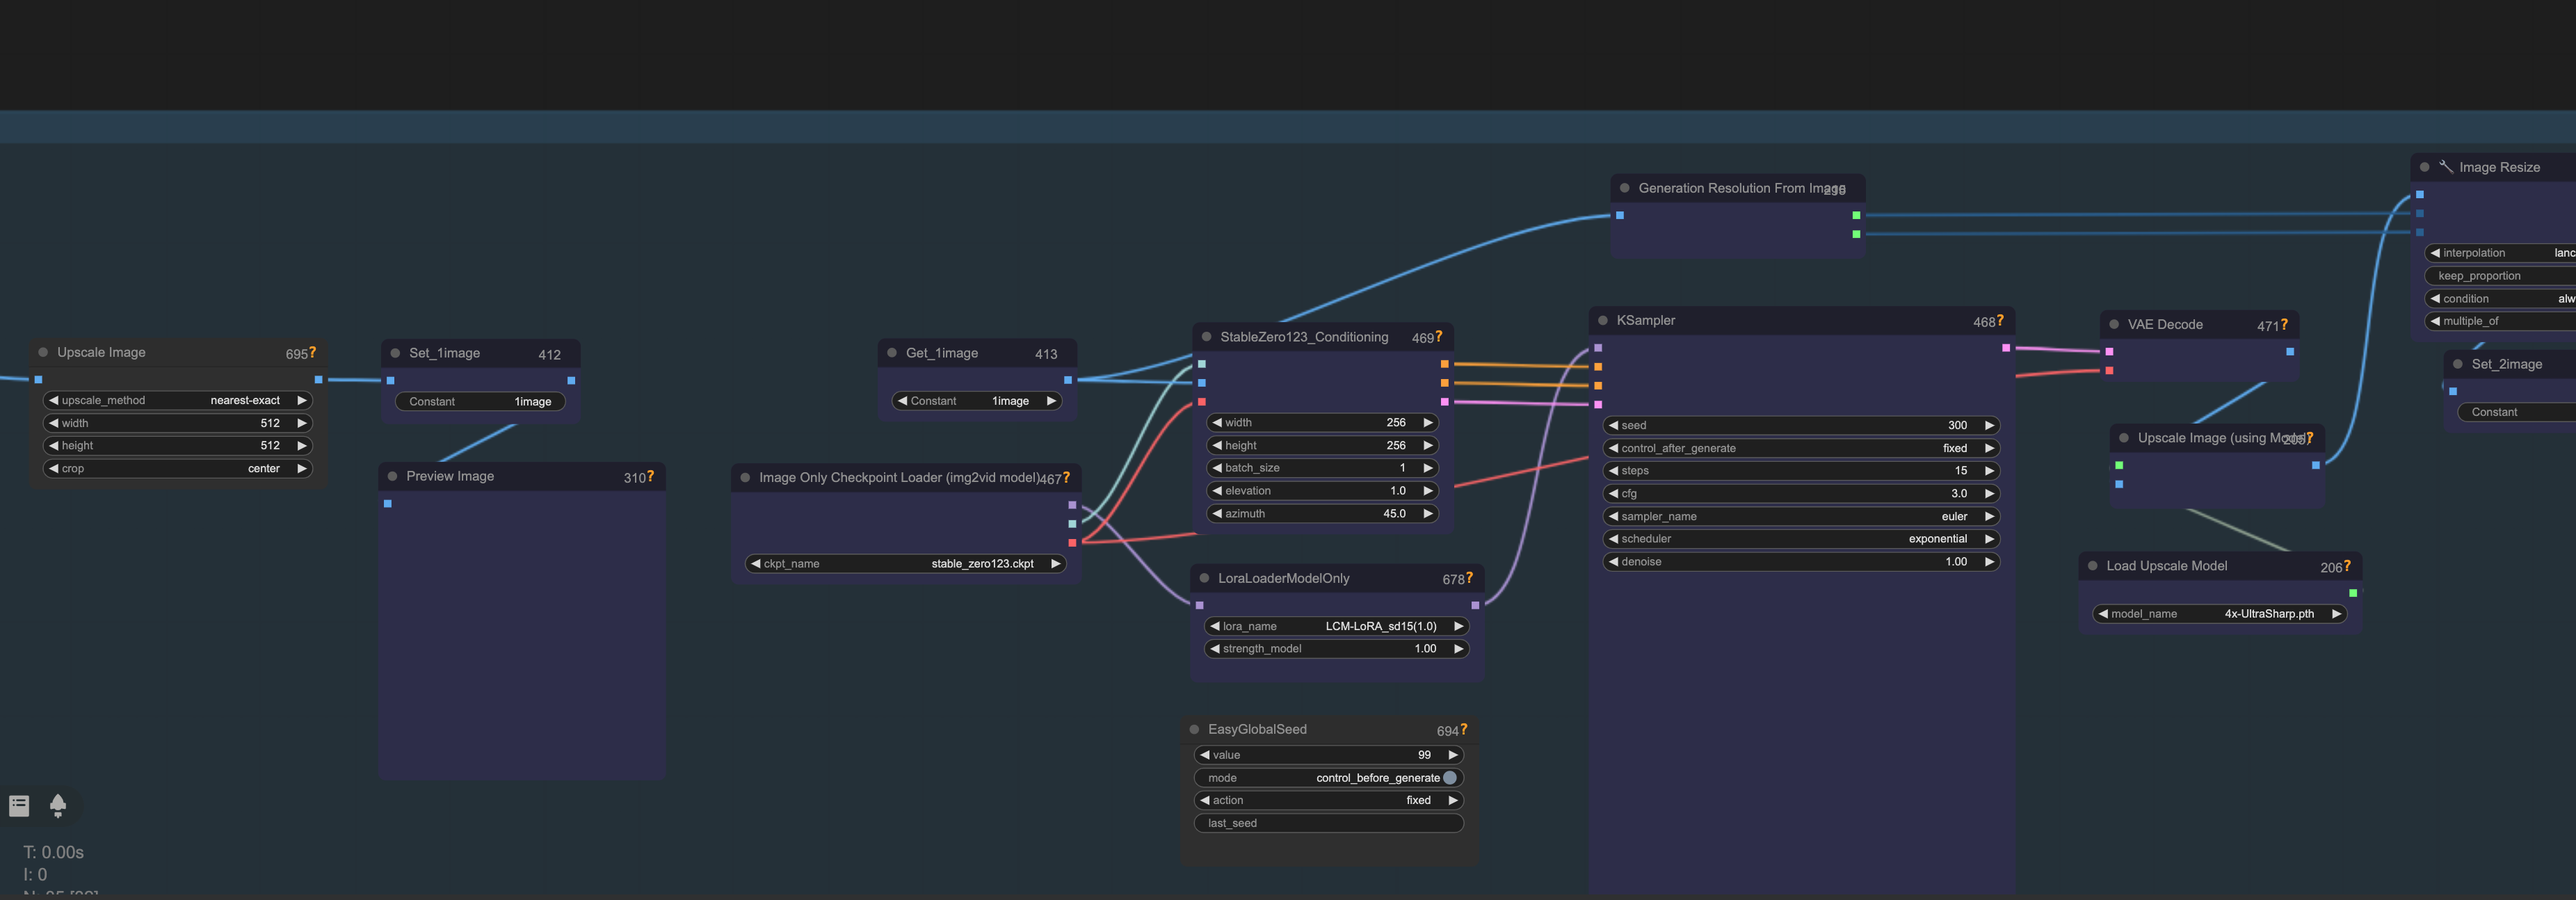 Upscale Image 695?
upscale_method nearest-exact
width 512
height 512
crop center
Set_1image 412
Constant 1image
Preview Image 310?
Get_1image 413
Constant 1image
Image Only Checkpoint Loader (img2vid model) 467?
ckpt_name stable_zero123.ckpt
StableZero123_Conditioning 469?
width 256
height 256
batch_size 1
elevation 1.0
azimuth 45.0
LoraLoaderModelOnly 678?
lora_name LCM-LoRA_sd15(1.0)
strength_model 1.00
EasyGlobalSeed 694?
value 99
mode control_before_generate
action fixed
last_seed
Generation Resolution From Image
KSampler 468?
seed 300
control_after_generate fixed
steps 15
cfg 3.0
sampler_name euler
scheduler exponential
denoise 1.00
VAE Decode 471?
Upscale Image (using Model)
Load Upscale Model 206?
model_name 4x-UltraSharp.pth
Image Resize
interpolation lanc
keep_proportion
condition alw
multiple_of
Set_2image
Constant
T: 0.00s
I: 0